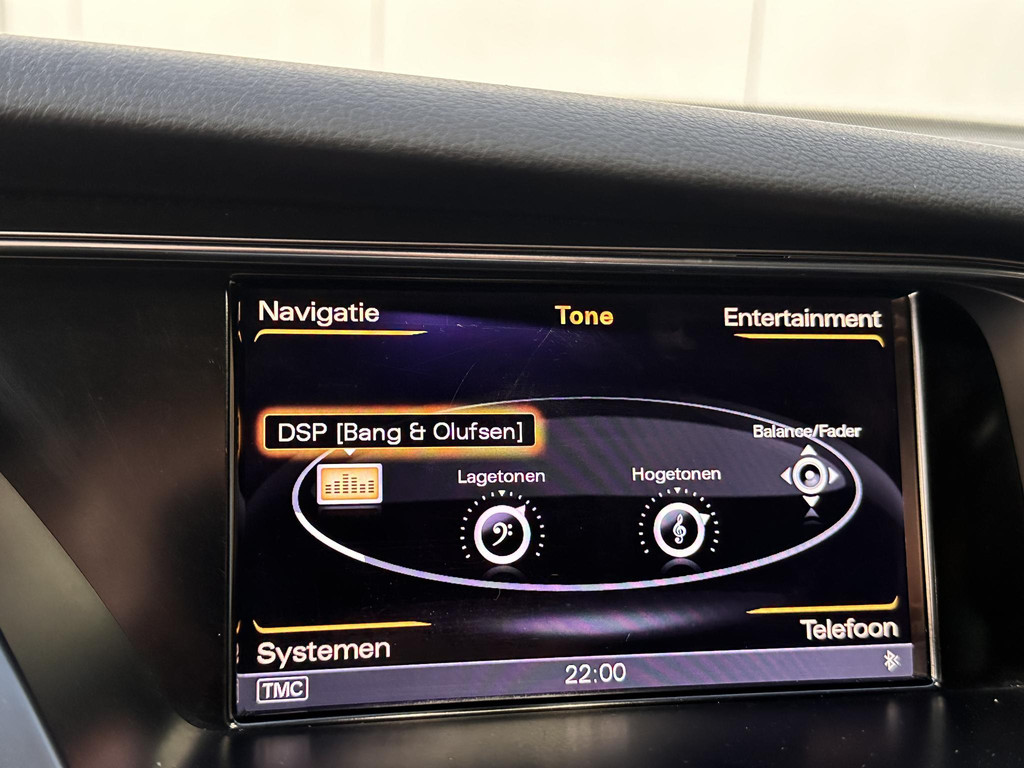 Navigatie
Tone
Entertainment
DSP [Bang & Olufsen]
Balance/Fader
Lagetonen
Hogetonen
Systemen
Telefoon
TMC
22:00